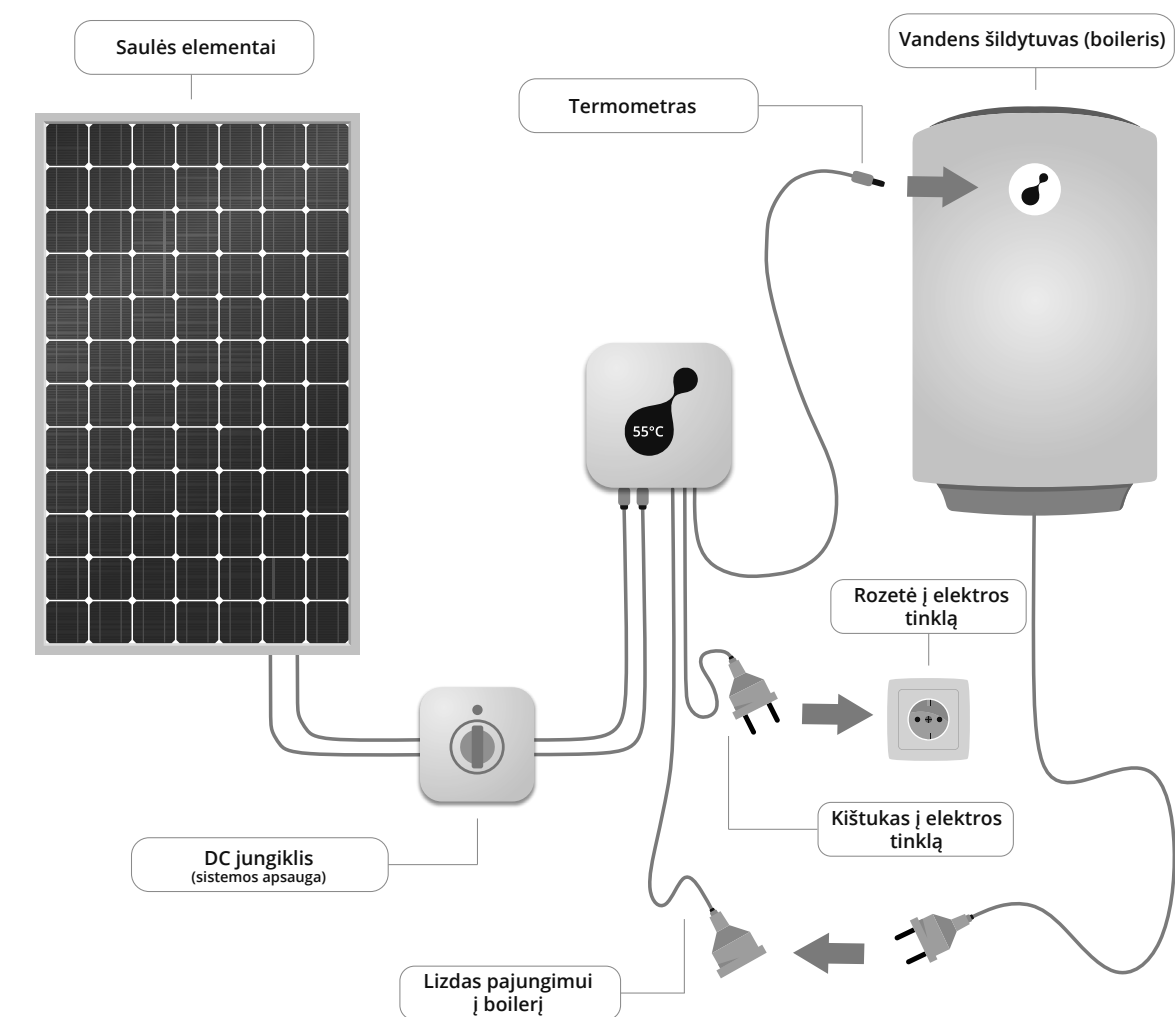 Saulės elementai
Vandens šildytuvas (boileris)
Termometras
55°C
Rozetė į elektros
tinklą
Kištukas į elektros
tinklą
DC jungiklis
(sistemos apsauga)
Lizdas pajungimui
į boilerį